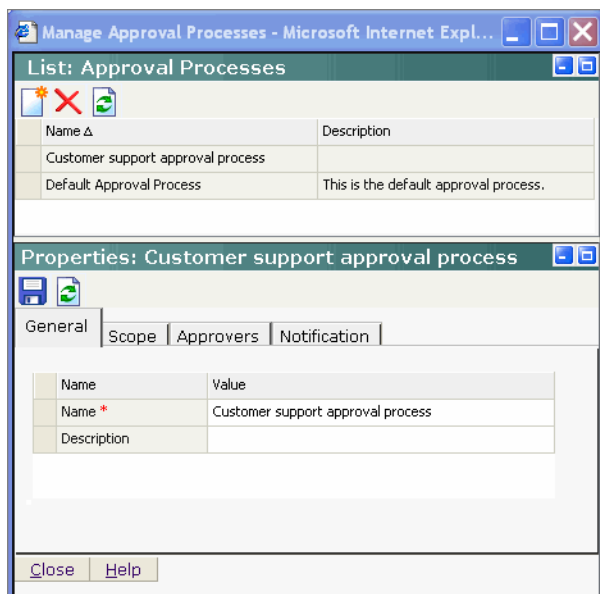 Manage Approval Processes - Microsoft Internet Expl...
List: Approval Processes
Name Δ Description
Customer support approval process
Default Approval Process This is the default approval process.
Properties: Customer support approval process
General Scope Approvers Notification
Name Value
Name * Customer support approval process
Description
Close Help